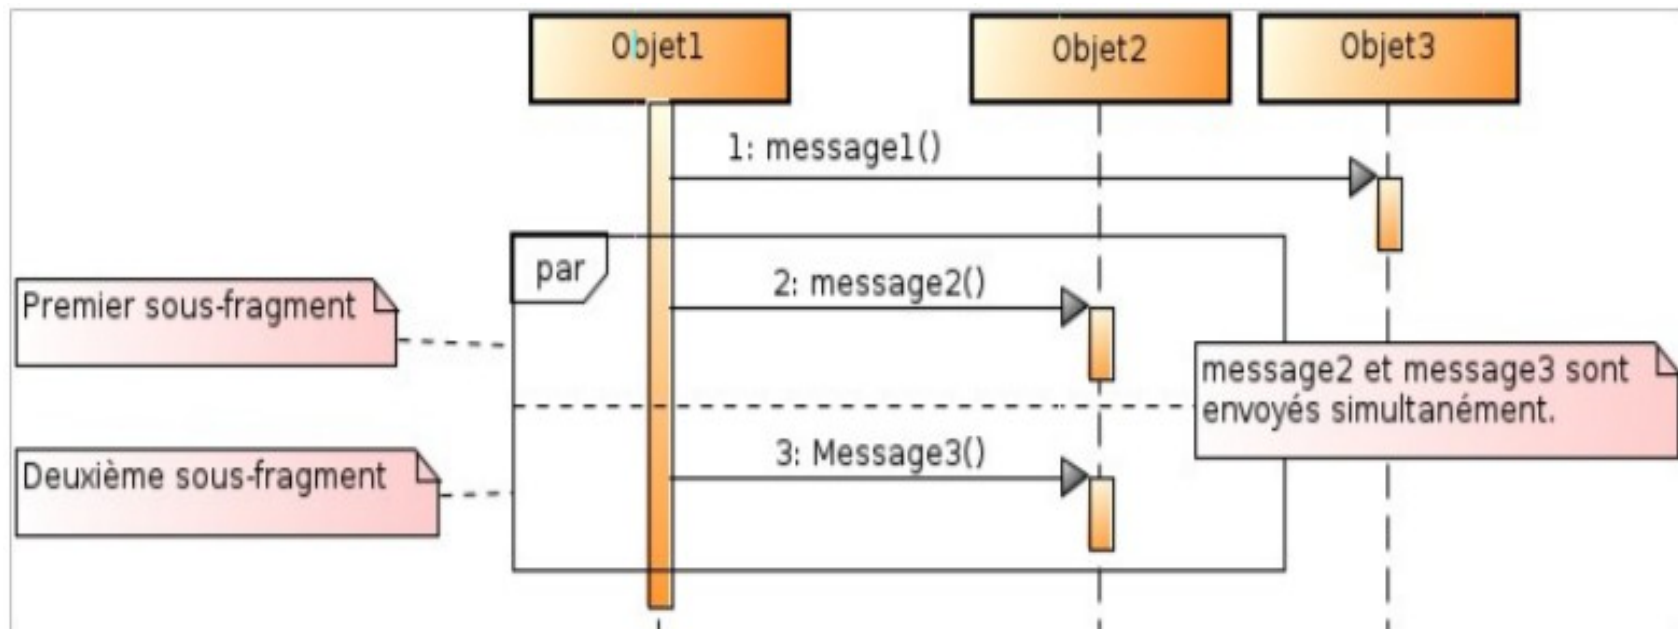 Objet1
Objet2
Objet3
1: message1()
par
2: message2()
Premier sous-fragment
message2 et message3 sont
envoyés simultanément.
3: Message3()
Deuxième sous-fragment